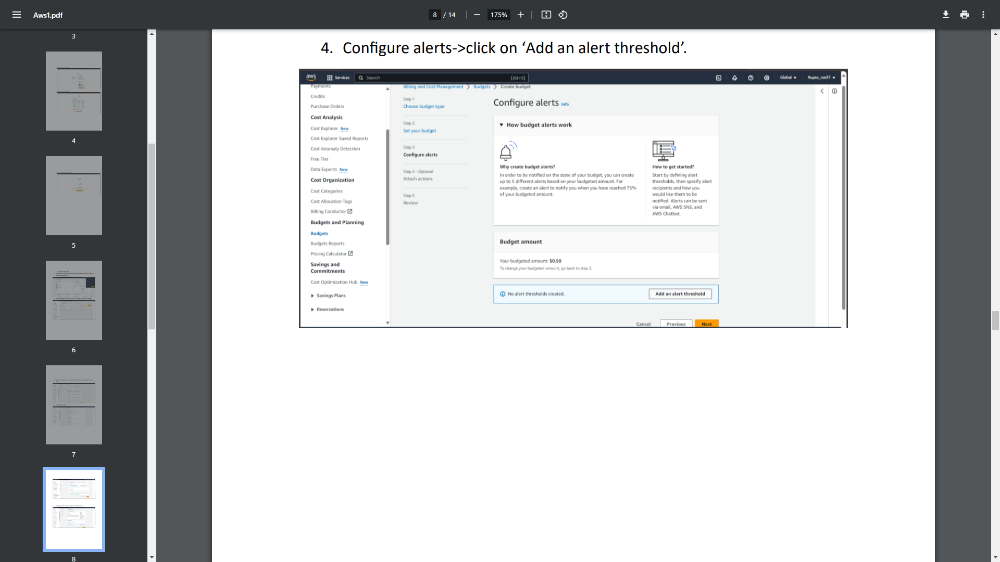 Aws1.pdf
8 / 14
175%
3
4
5
6
7
8
4. Configure alerts->click on ‘Add an alert threshold’.
aws
Services
Search
[Alt+S]
Global
Rupsa_cse37
Payments
Credits
Purchase Orders
Cost Analysis
Cost Explorer New
Cost Explorer Saved Reports
Cost Anomaly Detection
Free Tier
Data Exports New
Cost Organization
Cost Categories
Cost Allocation Tags
Billing Conductor
Budgets and Planning
Budgets
Budgets Reports
Pricing Calculator
Savings and
Commitments
Cost Optimization Hub New
Savings Plans
Reservations
Billing and Cost Management > Budgets > Create budget
Step 1
Choose budget type
Step 2
Set your budget
Step 3
Configure alerts
Step 4 - Optional
Attach actions
Step 5
Review
Configure alerts Info
How budget alerts work
Why create budget alerts?
In order to be notified on the state of your budget, you can create
up to 5 different alerts based on your budgeted amount. For
example, create an alert to notify you when you have reached 75%
of your budgeted amount.
How to get started?
Start by defining alert
thresholds, then specify alert
recipients and how you
would like them to be
notified. Alerts can be sent
via email, AWS SNS, and
AWS Chatbot.
Budget amount
Your budgeted amount: $0.50
To change your budgeted amount, go back to step 2.
No alert thresholds created.
Add an alert threshold
Cancel
Previous
Next